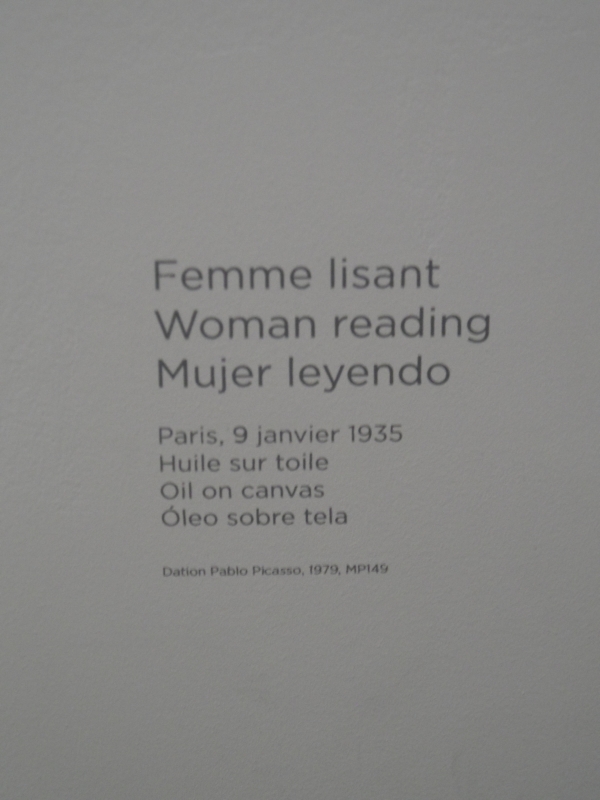 Femme lisant
Woman reading
Mujer leyendo
Paris, 9 janvier 1935
Huile sur toile
Oil on canvas
Óleo sobre tela
Dation Pablo Picasso, 1979, MP149